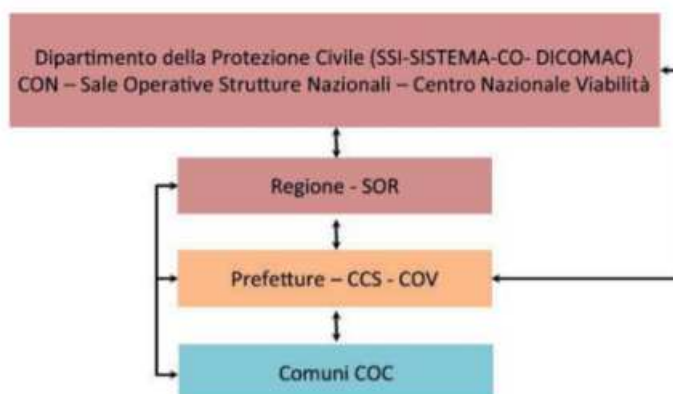 Dipartimento della Protezione Civile (SSI-SISTEMA-CO- DICOMAC)
CON – Sale Operative Strutture Nazionali – Centro Nazionale Viabilità
Regione - SOR
Prefetture – CCS - COV
Comuni COC